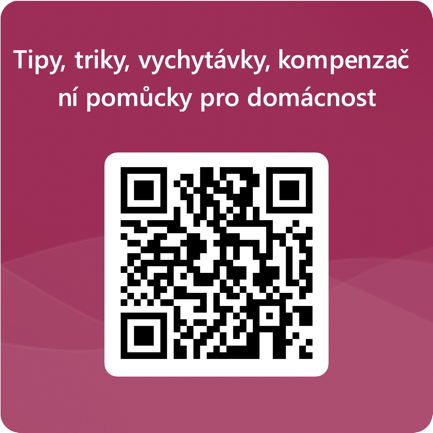 Tipy, triky, vychytávky, kompenzač
ní pomůcky pro domácnost